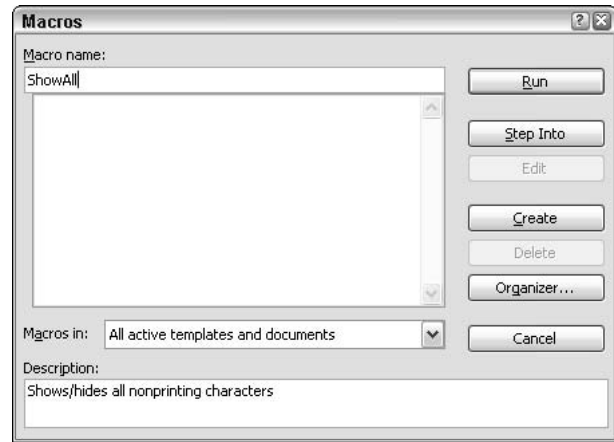 Macros
Macro name:
ShowAll
Run
Step Into
Edit
Create
Delete
Organizer...
Macros in: All active templates and documents
Cancel
Description:
Shows/hides all nonprinting characters